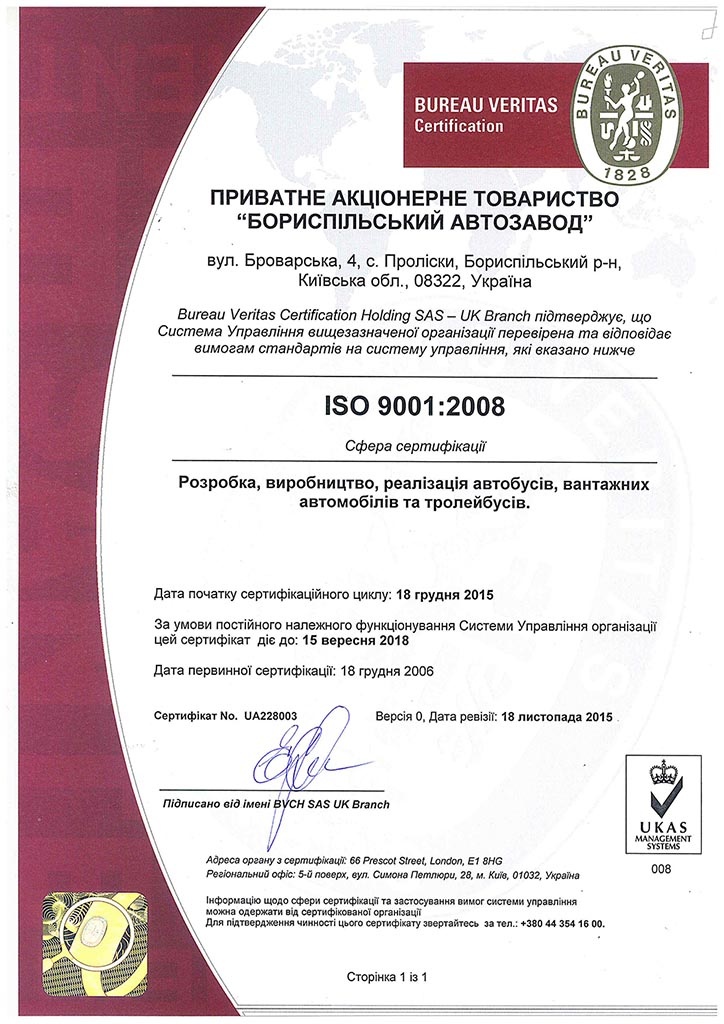 BUREAU VERITAS
Certification
BUREAU VERITAS
1828
ПРИВАТНЕ АКЦІОНЕРНЕ ТОВАРИСТВО
“БОРИСПІЛЬСЬКИЙ АВТОЗАВОД”
вул. Броварська, 4, с. Проліски, Бориспільський р-н,
Київська обл., 08322, Україна
Bureau Veritas Certification Holding SAS – UK Branch підтверджує, що
Система Управління вищезазначеної організації перевірена та відповідає
вимогам стандартів на систему управління, які вказано нижче
ISO 9001:2008
Сфера сертифікації
Розробка, виробництво, реалізація автобусів, вантажних
автомобілів та тролейбусів.
Дата початку сертифікаційного циклу: 18 грудня 2015
За умови постійного належного функціонування Системи Управління організації
цей сертифікат діє до: 15 вересня 2018
Дата первинної сертифікації: 18 грудня 2006
Сертифікат No. UA228003 Версія 0, Дата ревізії: 18 листопада 2015
Підписано від імені BVCH SAS UK Branch
UKAS
MANAGEMENT
SYSTEMS
008
Адреса органу з сертифікації: 66 Prescot Street, London, E1 8HG
Регіональний офіс: 5-й поверх, вул. Симона Петлюри, 28, м. Київ, 01032, Україна
Інформацію щодо сфери сертифікації та застосування вимог системи управління
можна одержати від сертифікованої організації
Для підтвердження чинності цього сертифікату звертайтесь за тел.: +380 44 354 16 00.
Сторінка 1 із 1